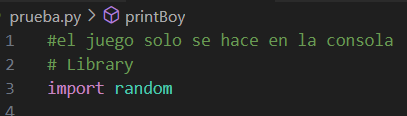 prueba.py > printBoy
1 #el juego solo se hace en la consola
2 # Library
3 import random
4